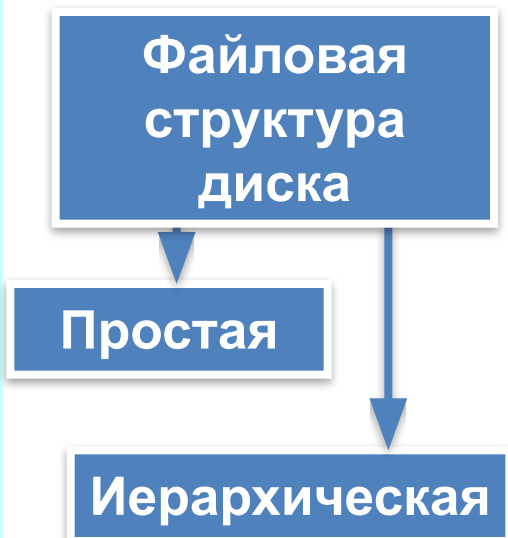 Файловая
структура
диска
Простая
Иерархическая